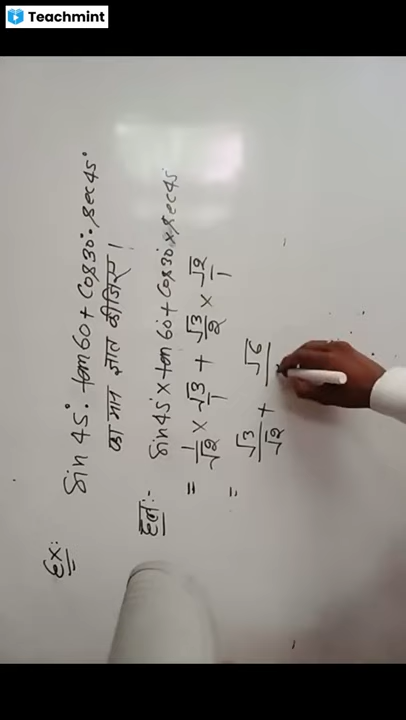 Teachmint
Ex: Sin 45°. tan 60 + Cos 30°. sec 45°
का मान ज्ञात कीजिए।
हल:- Sin 45° x tan 60° + Cos 30° x sec 45°
= 1/√2 x √3/1 + √3/2 x √2/1
= √3/√2 + √6